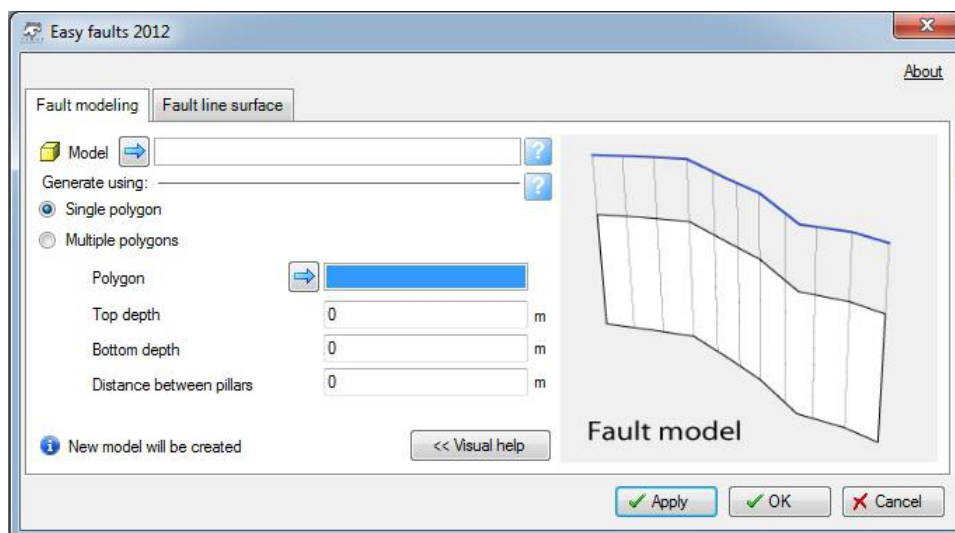 Easy faults 2012
About
Fault modeling
Fault line surface
Model
?
Generate using:
?
Single polygon
Multiple polygons
Polygon
Top depth 0 m
Bottom depth 0 m
Distance between pillars 0 m
New model will be created
<< Visual help
Fault model
Apply
OK
Cancel